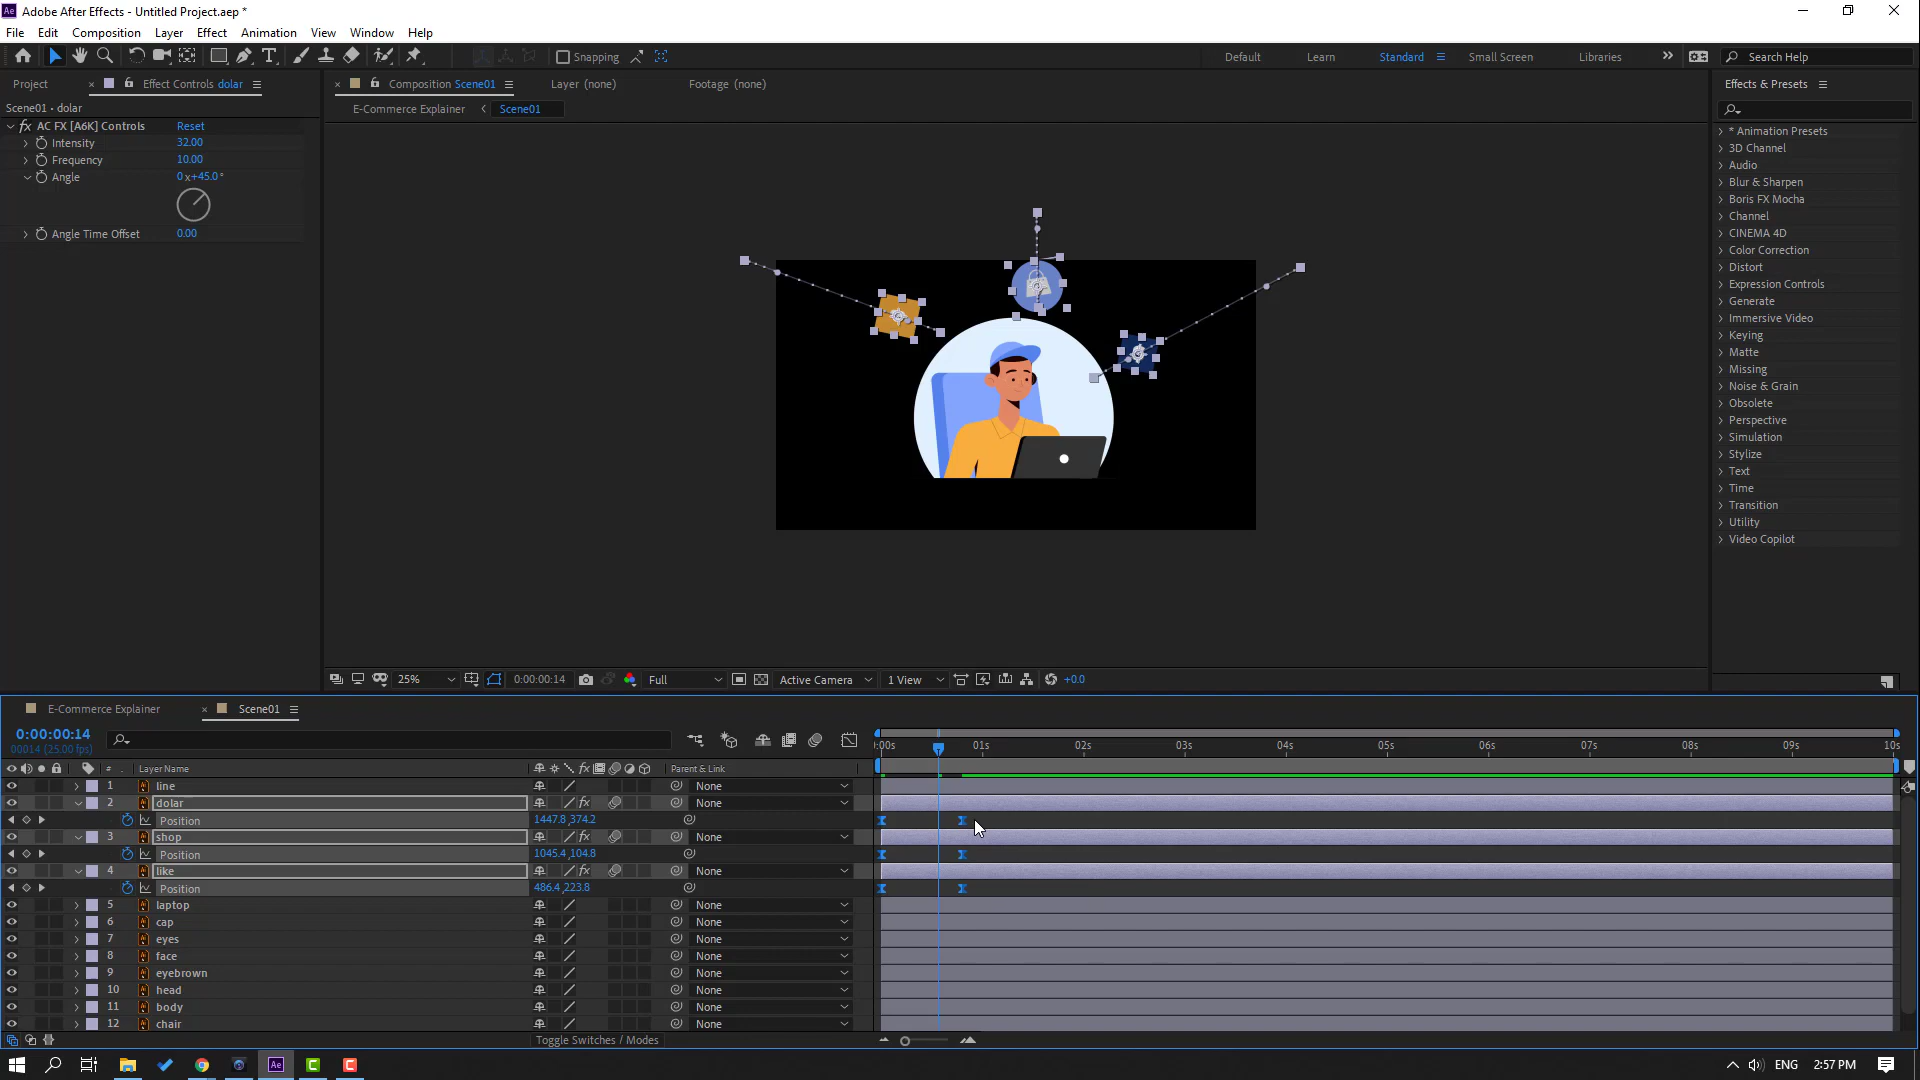 Adobe After Effects - Untitled Project.aep *
File Edit Composition Layer Effect Animation View Window Help
Snapping Default Learn Standard Small Screen Libraries Search Help
Project Effect Controls dolar Composition Scene01 Layer (none) Footage (none) Effects & Presets
Scene01 • dolar E-Commerce Explainer Scene01
fx AC FX [A6K] Controls Reset
Intensity 32.00
Frequency 10.00
Angle 0x+45.0°
Angle Time Offset 0.00
* Animation Presets
3D Channel
Audio
Blur & Sharpen
Boris FX Mocha
Channel
CINEMA 4D
Color Correction
Distort
Expression Controls
Generate
Immersive Video
Keying
Matte
Missing
Noise & Grain
Obsolete
Perspective
Simulation
Stylize
Text
Time
Transition
Utility
Video Copilot
25% 0:00:00:14 Full Active Camera 1 View +0.0
E-Commerce Explainer Scene01
0:00:00:14
00014 (25.00 fps)
:00s 01s 02s 03s 04s 05s 06s 07s 08s 09s 10s
# Layer Name fx Parent & Link
1 line None
2 dolar fx None
Position 1447.8,374.2
3 shop fx None
Position 1045.4,104.8
4 like fx None
Position 486.4,223.8
5 laptop None
6 cap None
7 eyes None
8 face None
9 eyebrown None
10 head None
11 body None
12 chair None
Toggle Switches / Modes
Ae ENG 2:57 PM